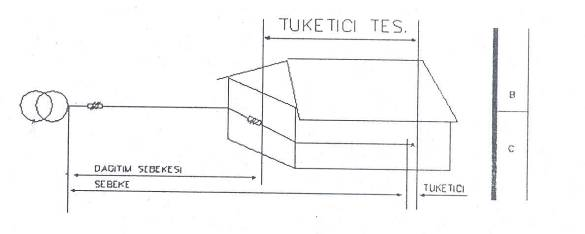 TUKETICI TES.
B
C
DAGITIM SEBEKESI
SEBEKE
TUKETICI